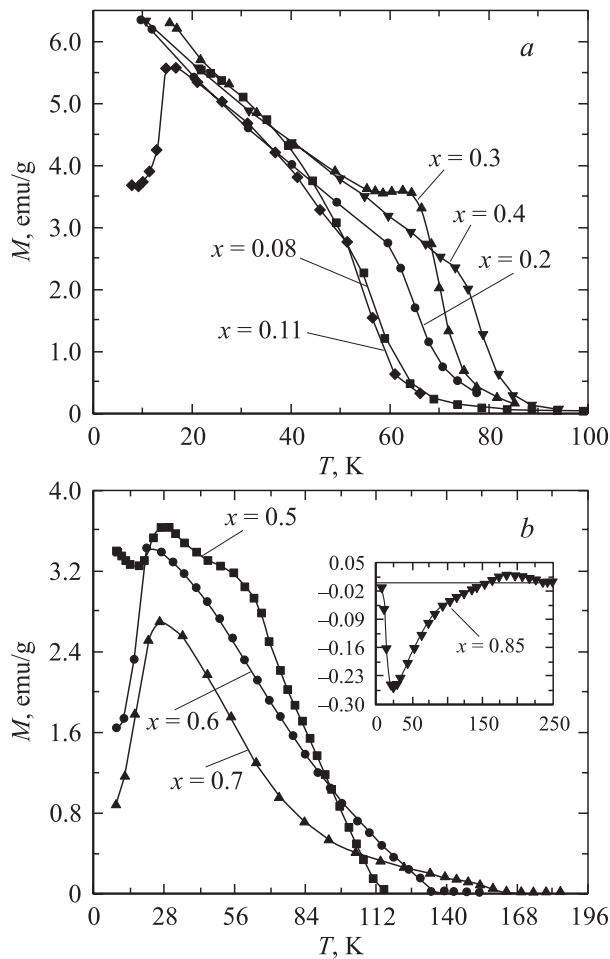 a
6.0
5.0
4.0
3.0
2.0
1.0
0
M, emu/g
x = 0.3
x = 0.4
x = 0.08
x = 0.2
x = 0.11
0 20 40 60 80 100
T, K
b
4.0
3.2
2.4
1.6
0.8
0
M, emu/g
x = 0.5
x = 0.6
x = 0.7
0.05
–0.02
–0.09
–0.16
–0.23
–0.30
x = 0.85
0 50 150 250
0 28 56 84 112 140 168 196
T, K